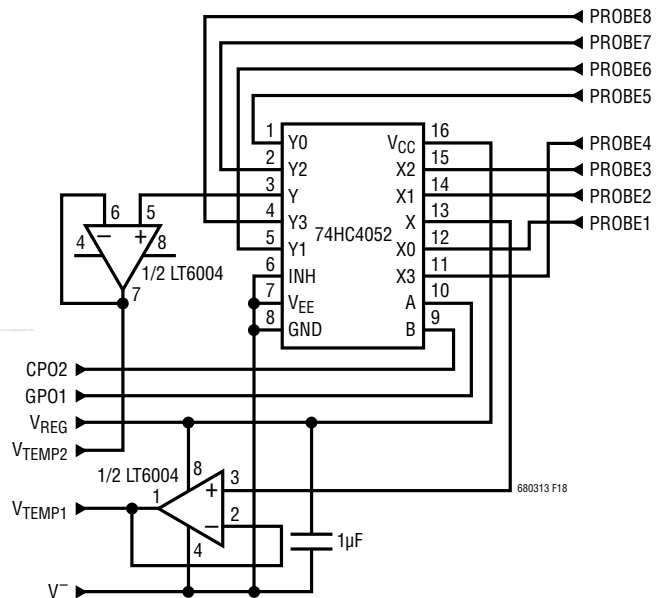 PROBE8
PROBE7
PROBE6
PROBE5
PROBE4
PROBE3
PROBE2
PROBE1
1 Y0
2 Y2
3 Y
4 Y3
5 Y1
6 INH
7 VEE
8 GND
74HC4052
VCC 16
X2 15
X1 14
X 13
X0 12
X3 11
A 10
B 9
6 5
− +
4 8
1/2 LT6004
7
CPO2
GPO1
VREG
VTEMP2
1/2 LT6004
8
3
+
1
VTEMP1
−
2
4
1µF
V−
680313 F18